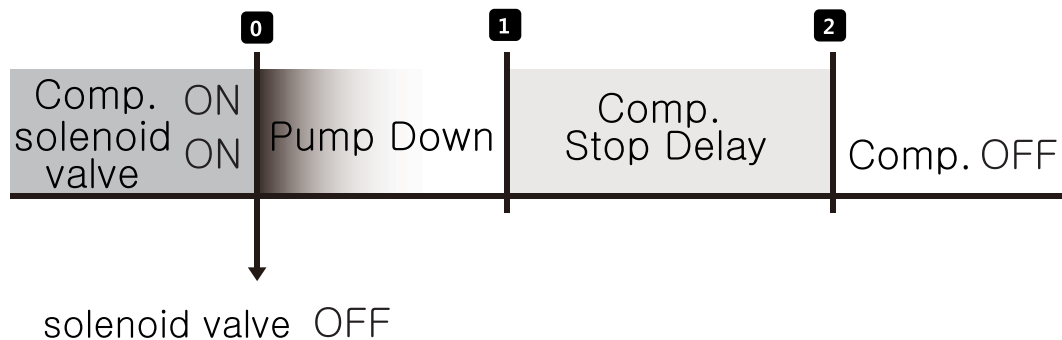 0
1
2
Comp. ON
solenoid ON
valve
Pump Down
Comp.
Stop Delay
Comp. OFF
solenoid valve OFF